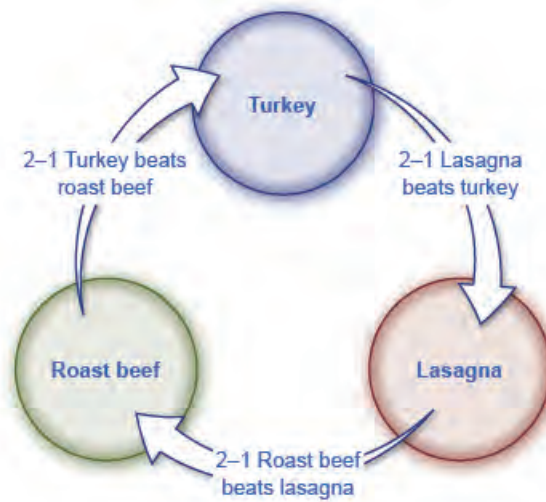 Turkey
2–1 Turkey beats
roast beef
2–1 Lasagna
beats turkey
Roast beef
Lasagna
2–1 Roast beef
beats lasagna